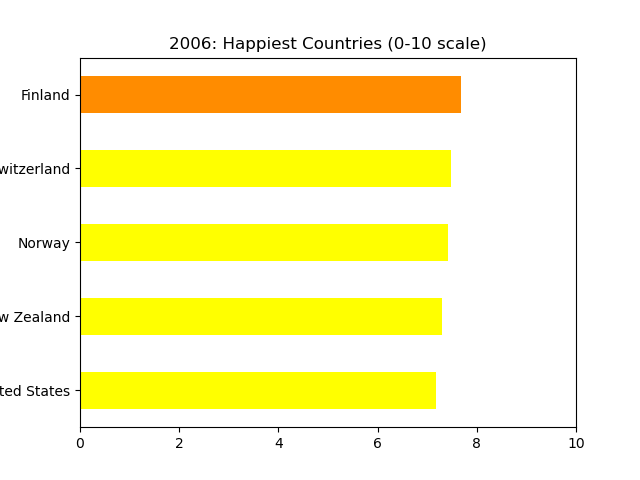 2006: Happiest Countries (0-10 scale)
Finland
witzerland
Norway
w Zealand
ted States
0 2 4 6 8 10